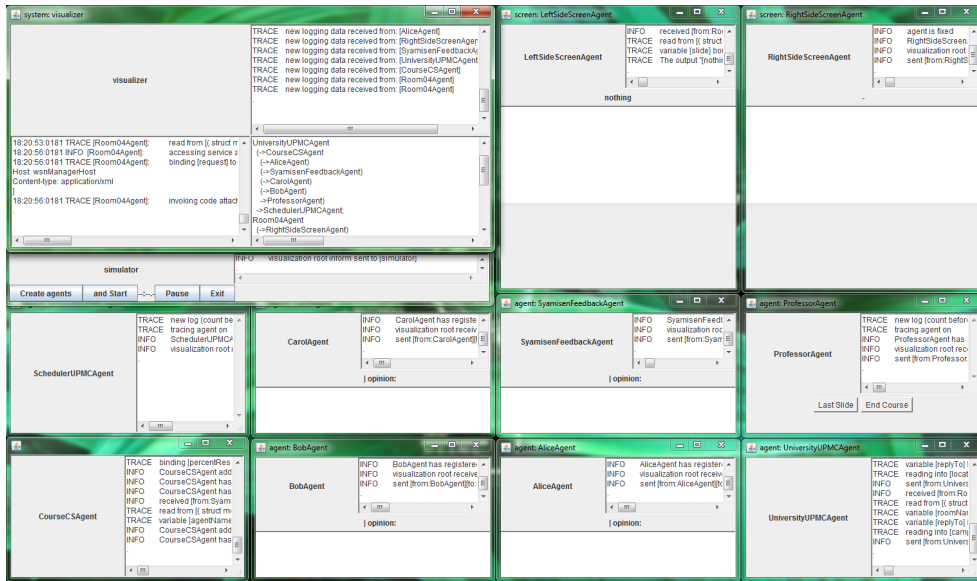 system: visualizer
visualizer
TRACE new logging data received from: [AliceAgent]
TRACE new logging data received from: [RightSideScreenAger
TRACE new logging data received from: [SyamisenFeedbackAg
TRACE new logging data received from: [UniversityUPMCAgent
TRACE new logging data received from: [CourseCSAgent]
TRACE new logging data received from: [Room04Agent]
TRACE new logging data received from: [Room04Agent]
18:20:53:0181 TRACE [Room04Agent]: read from [( struct m
18:20:56:0181 INFO [Room04Agent]: accessing service a
18:20:56:0181 TRACE [Room04Agent]: binding [request] to
Host: wsnManagerHost
Content-type: application/xml
]
18:20:56:0181 TRACE [Room04Agent]: invoking code attac
UniversityUPMCAgent
(->CourseCSAgent
(->AliceAgent)
(->SyamisenFeedbackAgent)
(->CarolAgent)
(->BobAgent)
(->ProfessorAgent)
->SchedulerUPMCAgent;
Room04Agent
(->RightSideScreenAgent).
simulator
INFO visualization root inform sent to [simulator]
Create agents
and Start
--:--.-
Pause
Exit
screen: LeftSideScreenAgent
LeftSideScreenAgent
INFO received [from:Ro
TRACE read from [( struct
TRACE variable [slide] bo
TRACE The output "[nothi
nothing
screen: RightSideScreenAgent
RightSideScreenAgent
INFO agent is fixed
INFO RightSideScreen
INFO visualization root
INFO sent [from:RightS
-
SchedulerUPMCAgent
TRACE new log (count be
TRACE tracing agent on
INFO SchedulerUPMCA
INFO visualization root
CarolAgent
INFO CarolAgent has registe
INFO visualization root receiv
INFO sent [from:CarolAgent][t
| opinion:
agent: SyamisenFeedbackAgent
SyamisenFeedbackAgent
INFO SyamisenFeedl
INFO visualization roo
INFO sent [from:Syam
| opinion:
agent: ProfessorAgent
ProfessorAgent
TRACE new log (count before
TRACE tracing agent on
INFO ProfessorAgent has
INFO visualization root rece
INFO sent [from:Professor
Last Slide
End Course
CourseCSAgent
TRACE binding [percentRes
INFO CourseCSAgent add
INFO CourseCSAgent has
INFO CourseCSAgent has
INFO received [from:Syam
TRACE read from [( struct m
TRACE variable [agentName
INFO CourseCSAgent add
INFO CourseCSAgent has
agent: BobAgent
BobAgent
INFO BobAgent has registere
INFO visualization root receive
INFO sent [from:BobAgent][to:
| opinion:
agent: AliceAgent
AliceAgent
INFO AliceAgent has register
INFO visualization root receiv
INFO sent [from:AliceAgent][t
| opinion:
agent: UniversityUPMCAgent
UniversityUPMCAgent
TRACE variable [replyTo]
TRACE reading into [locat
INFO sent [from:Univers
INFO received [from:Ro
TRACE read from [( struct
TRACE variable [roomNar
TRACE variable [replyTo]
TRACE reading into [cam
INFO sent [from:Univers